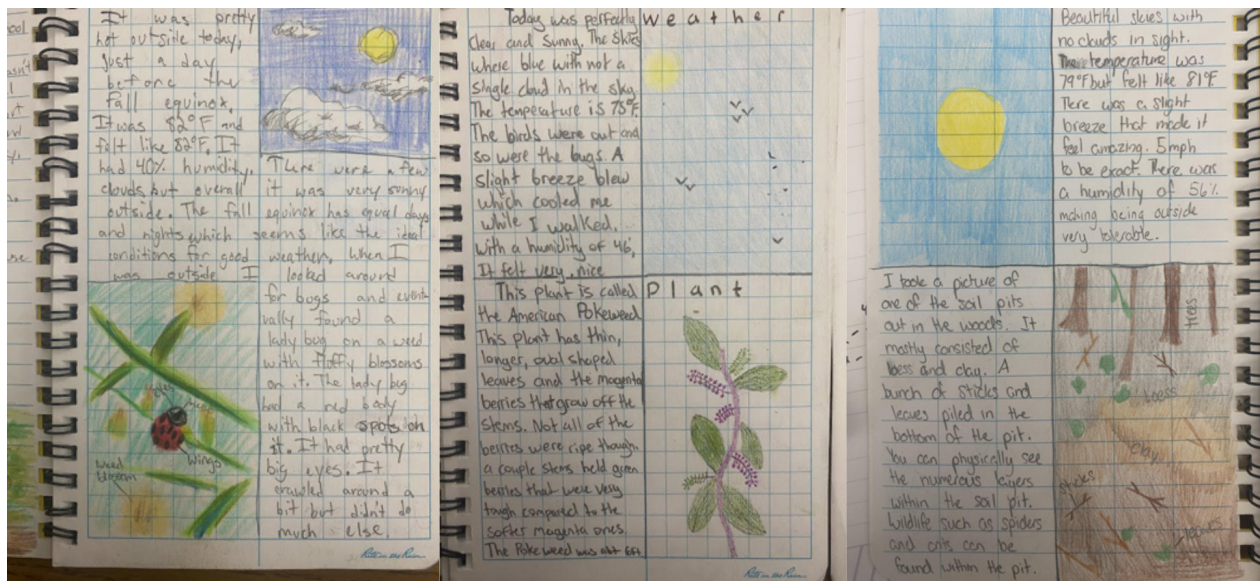 It was pretty
hot outside today,
just a day
before the
fall equinox.
It was 82°F and
felt like 82°F. It
had 40% humidity,
clouds, but overall
outside. The fall
and nights which
conditions for good
was outside I
There were a few
it was very sunny
equinox has equal days
seems like the ideal
weather. When I
looked around
for bugs and event-
ually found a
lady bug on a weed
with fluffy blossoms
on it. The lady bug
had a red body
with black spots on
it. It had pretty
big eyes. It
crawled around a
bit but didn't do
much else.
eyes
Wings
Weed
blossom
Rite in the Rain
Today was perfectly
Clear and Sunny. The skies
where blue with not a
single cloud in the sky
The temperature is 75°F.
The birds were out and
so were the bugs. A
slight breeze blew
which cooled me
while I walked.
with a humidity of 46%,
It felt very nice
Weather
This plant is called
the American Pokeweed
This plant has thin,
longer, oval shaped
leaves and the magenta
berries that grow off the
stems. Not all of the
berries were ripe though
a couple stems held green
berries that were very
tough compared to the
softer magenta ones.
The Pokeweed was abt 6ft.
Plant
Rite in the Rain
Beautiful skies with
no clouds in sight.
The temperature was
79°F but felt like 81°F
There was a slight
breeze that made it
feel amazing. 5mph
to be exact. There was
a humidity of 56%
making being outside
very tolerable.
I took a picture of
one of the soil pits
out in the woods. It
mostly consisted of
loess and clay. A
bunch of sticks and
leaves piled in the
bottom of the pit.
You can physically see
the numerous layers
within the soil pit.
Wildlife such as spiders
and ants can be
found within the pit.
trees
loess
clay
sticks
leaves